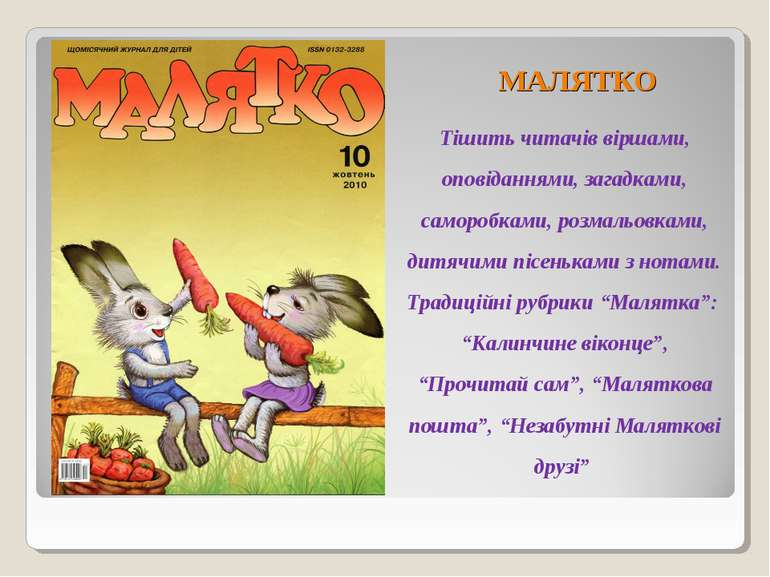 ЩОМІСЯЧНИЙ ЖУРНАЛ ДЛЯ ДІТЕЙ
ISSN 0132-3288
МАЛЯТКО
10
жовтень
2010
МАЛЯТКО
Тішить читачів віршами,
оповіданнями, загадками,
саморобками, розмальовками,
дитячими пісеньками з нотами.
Традиційні рубрики “Малятка”:
“Калинчине віконце”,
“Прочитай сам”, “Маляткова
пошта”, “Незабутні Маляткові
друзі”